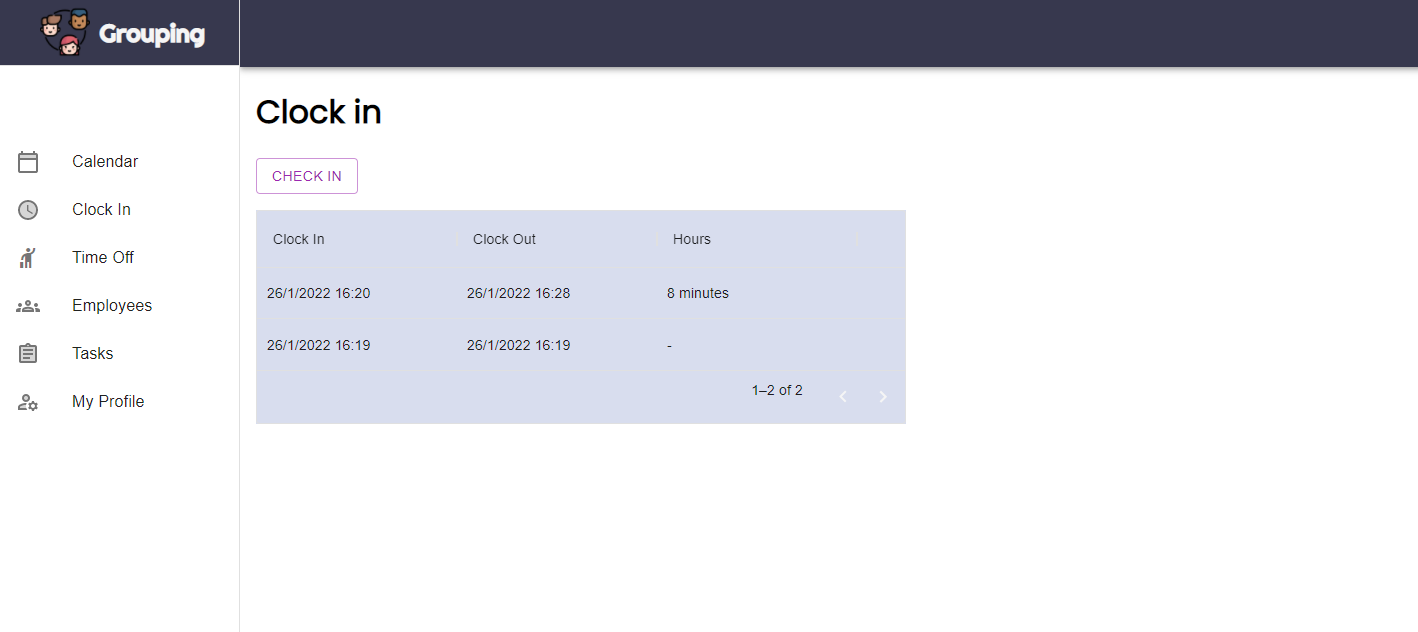 Grouping
Calendar
Clock In
Time Off
Employees
Tasks
My Profile
Clock in
CHECK IN
Clock In Clock Out Hours
26/1/2022 16:20 26/1/2022 16:28 8 minutes
26/1/2022 16:19 26/1/2022 16:19 -
1–2 of 2